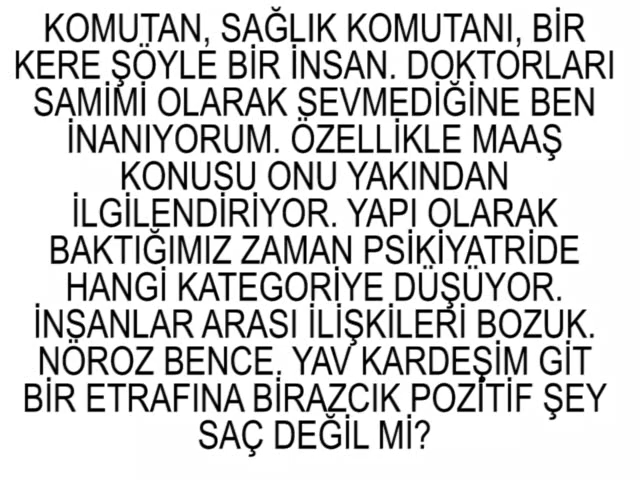 KOMUTAN, SAĞLIK KOMUTANI, BİR
KERE ŞÖYLE BİR İNSAN. DOKTORLARI
SAMİMİ OLARAK SEVMEDİĞİNE BEN
İNANIYORUM. ÖZELLİKLE MAAŞ
KONUSU ONU YAKINDAN
İLGİLENDİRİYOR. YAPI OLARAK
BAKTIĞIMIZ ZAMAN PSİKİYATRİDE
HANGİ KATEGORİYE DÜŞÜYOR.
İNSANLAR ARASI İLİŞKİLERİ BOZUK.
NÖROZ BENCE. YAV KARDEŞİM GİT
BİR ETRAFINA BİRAZCIK POZİTİF ŞEY
SAÇ DEĞİL Mİ?